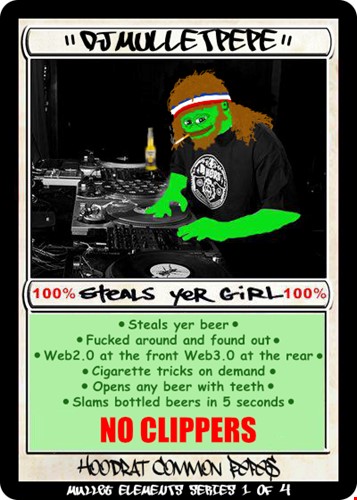 "DJMULLETPEPE"
100% STEALS YER GiRL 100%
• Steals yer beer •
• Fucked around and found out •
• Web2.0 at the front Web3.0 at the rear •
• Cigarette tricks on demand •
• Opens any beer with teeth •
• Slams bottled beers in 5 seconds •
NO CLIPPERS
HOODRAT COMMON PEPE$
MULLEG ELEMENTS SERIES 1 OF 4